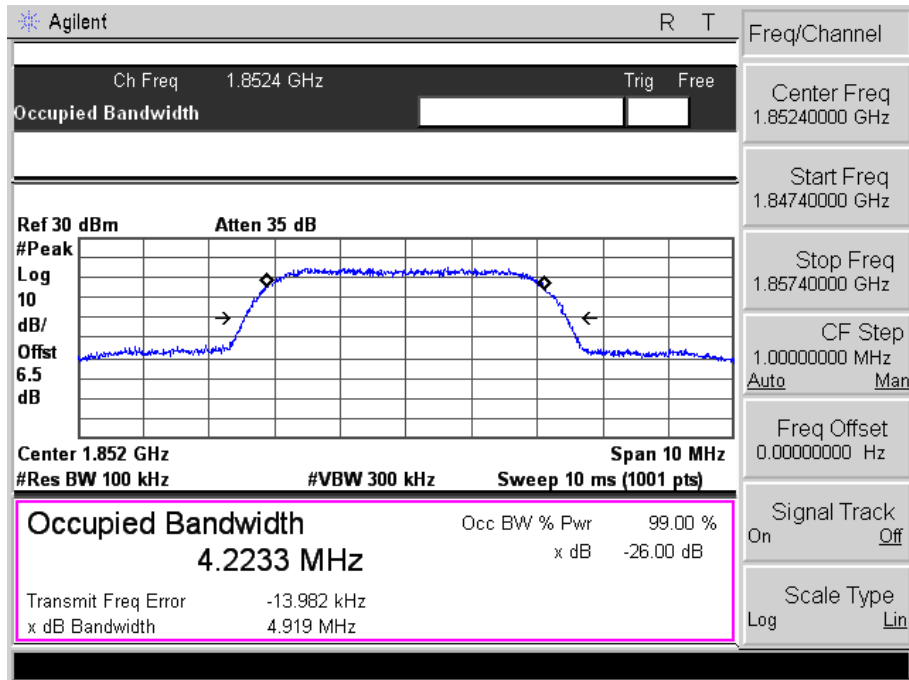 Agilent R T
Ch Freq 1.8524 GHz Trig Free
Occupied Bandwidth
Ref 30 dBm Atten 35 dB
#Peak
Log
10
dB/
Offst
6.5
dB
Center 1.852 GHz Span 10 MHz
#Res BW 100 kHz #VBW 300 kHz Sweep 10 ms (1001 pts)
Occupied Bandwidth Occ BW % Pwr 99.00 %
4.2233 MHz x dB -26.00 dB
Transmit Freq Error -13.982 kHz
x dB Bandwidth 4.919 MHz
Freq/Channel
Center Freq
1.85240000 GHz
Start Freq
1.84740000 GHz
Stop Freq
1.85740000 GHz
CF Step
1.00000000 MHz
Auto Man
Freq Offset
0.00000000 Hz
Signal Track
On Off
Scale Type
Log Lin